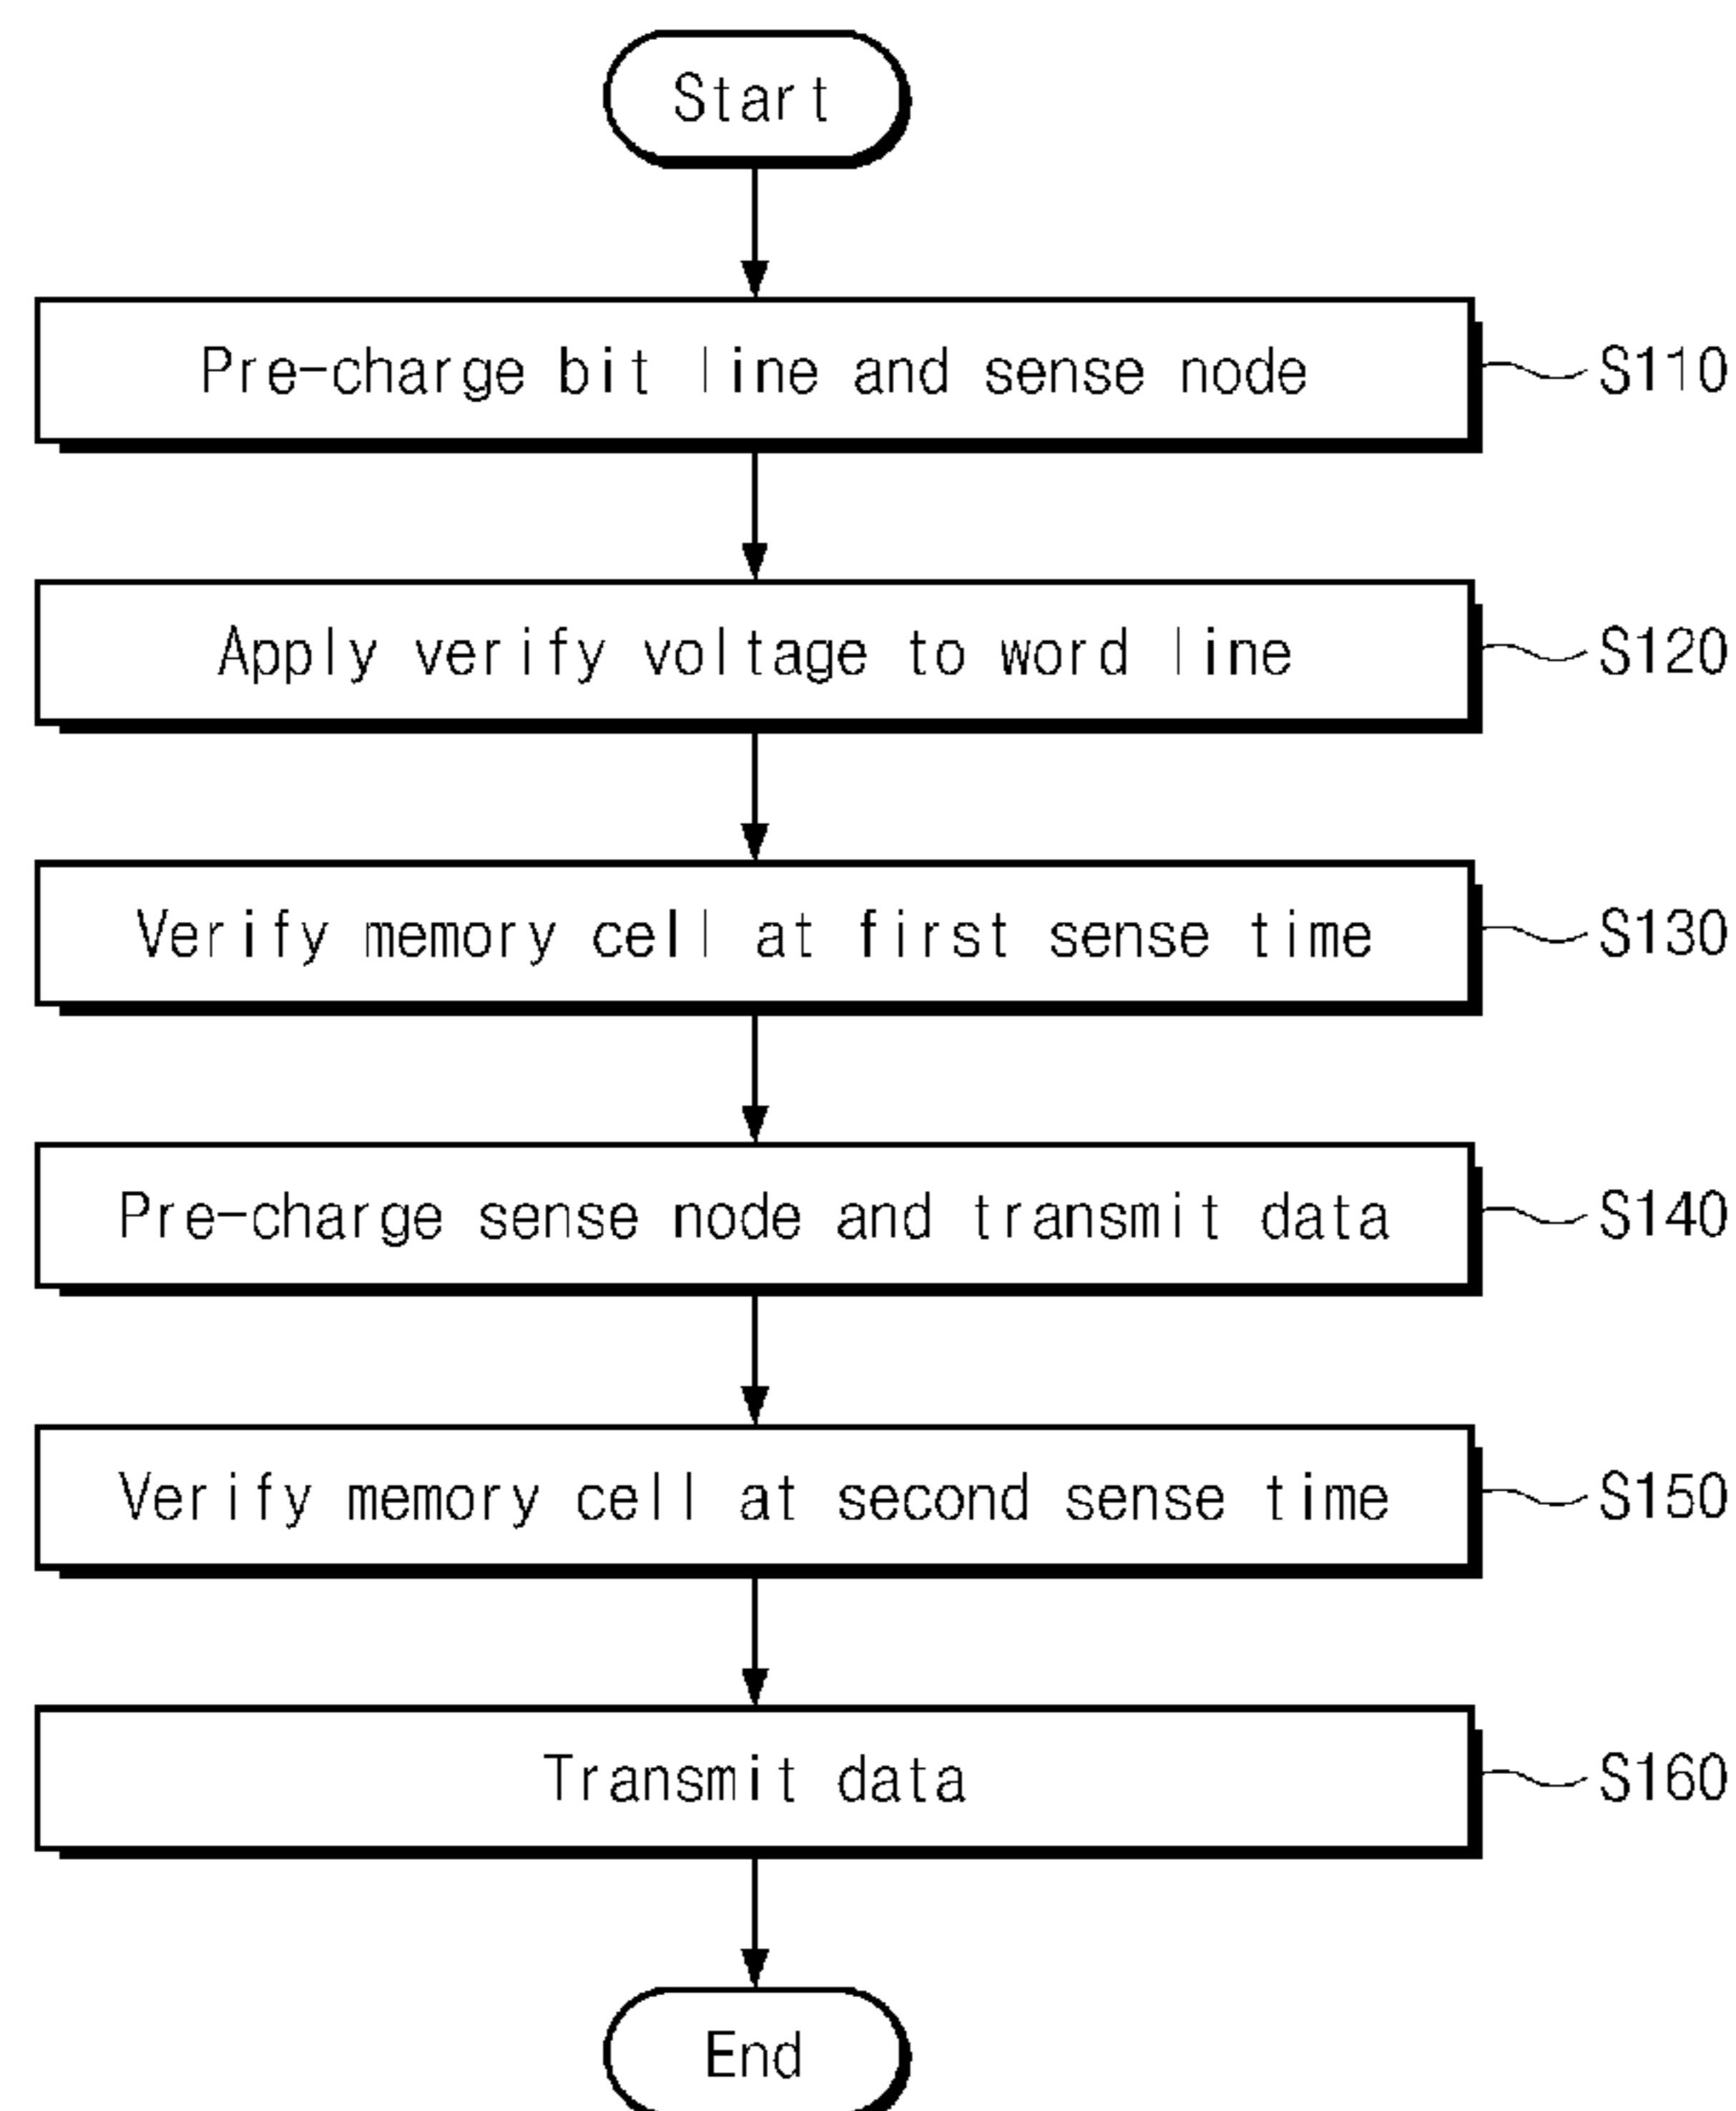 Start
Pre-charge bit line and sense node
S110
Apply verify voltage to word line
S120
Verify memory cell at first sense time
S130
Pre-charge sense node and transmit data
S140
Verify memory cell at second sense time
S150
Transmit data
S160
End